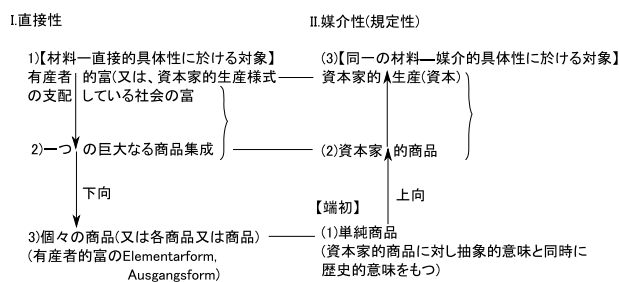 Ⅰ.直接性
1)【材料―直接的具体性に於ける対象】
有産者的富(又は、資本家的生産様式
の支配している社会の富
2)一つの巨大なる商品集成
下向
3)個々の商品(又は各商品又は商品)
(有産者的富のElementarform,
Ausgangsform)
Ⅱ.媒介性(規定性)
(3)【同一の材料―媒介的具体性に於ける対象】
資本家的生産(資本)
(2)資本家的商品
上向
【端初】
(1)単純商品
(資本家的商品に対し抽象的意味と同時に
歴史的意味をもつ)